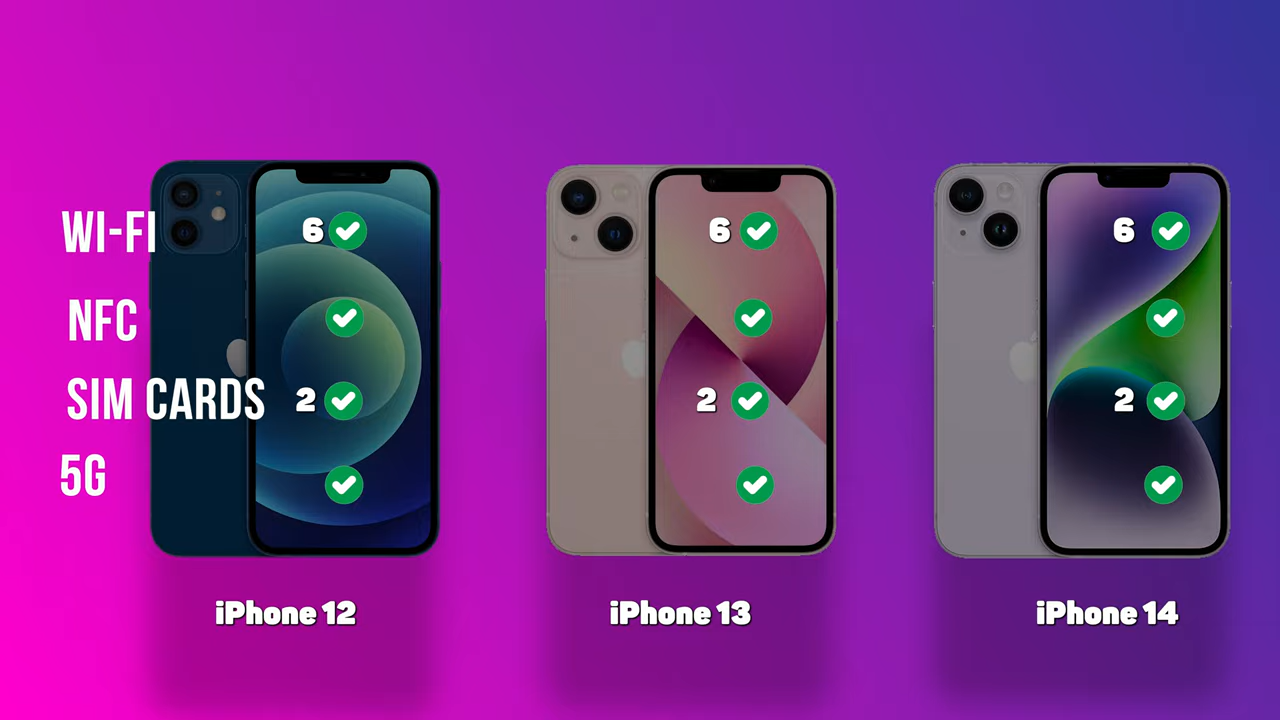 WI-FI 6 6 6
NFC
SIM CARDS 2 2 2
5G
iPhone 12 iPhone 13 iPhone 14